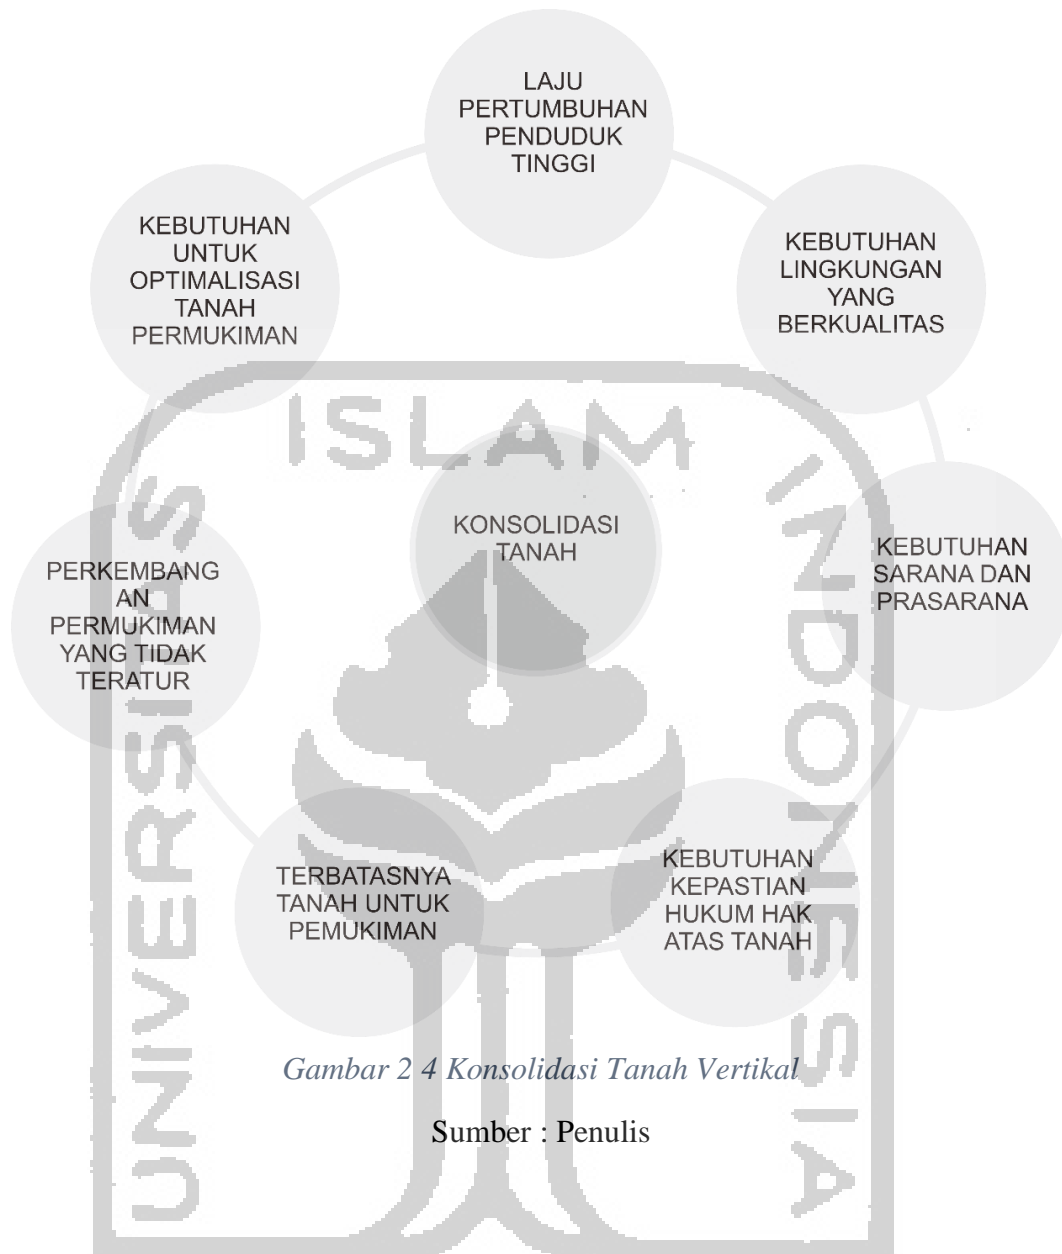 LAJU
PERTUMBUHAN
PENDUDUK
TINGGI
KEBUTUHAN
LINGKUNGAN
YANG
BERKUALITAS
KEBUTUHAN
SARANA DAN
PRASARANA
KEBUTUHAN
KEPASTIAN
HUKUM HAK
ATAS TANAH
TERBATASNYA
TANAH UNTUK
PEMUKIMAN
PERKEMBANG
AN
PERMUKIMAN
YANG TIDAK
TERATUR
KEBUTUHAN
UNTUK
OPTIMALISASI
TANAH
PERMUKIMAN
KONSOLIDASI
TANAH
UNIVERSITAS
ISLAM
INDONESIA
Gambar 2 4 Konsolidasi Tanah Vertikal
Sumber : Penulis